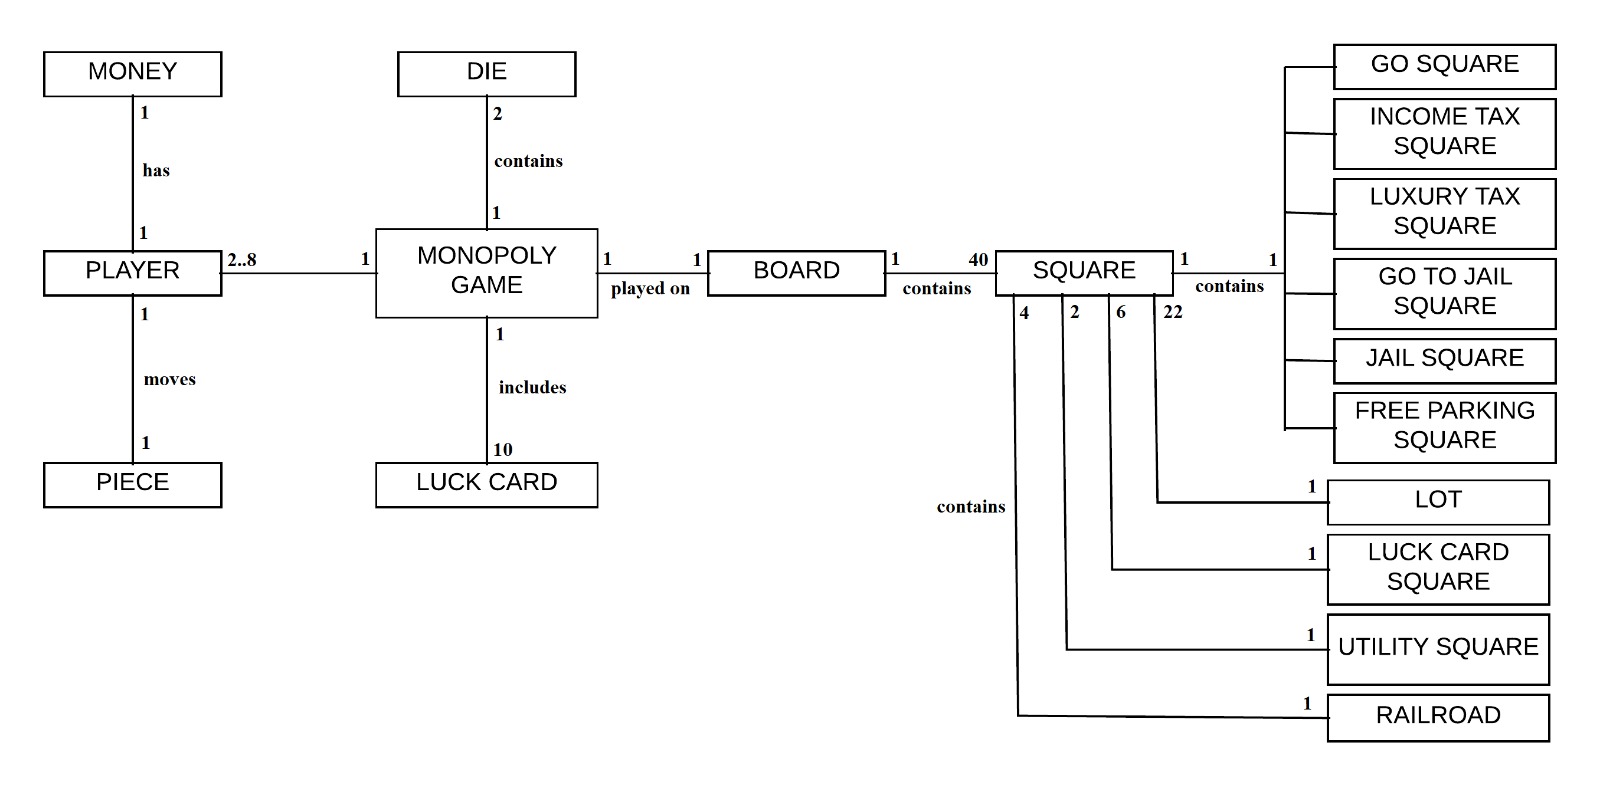 MONEY
1
has
1
PLAYER
2..8
1
moves
1
PIECE
DIE
2
contains
1
1
MONOPOLY
GAME
1
includes
10
LUCK CARD
1
played on
1
BOARD
1
contains
40
SQUARE
1
contains
1
4
2
6
22
contains
GO SQUARE
INCOME TAX
SQUARE
LUXURY TAX
SQUARE
GO TO JAIL
SQUARE
JAIL SQUARE
FREE PARKING
SQUARE
1
LOT
1
LUCK CARD
SQUARE
1
UTILITY SQUARE
1
RAILROAD